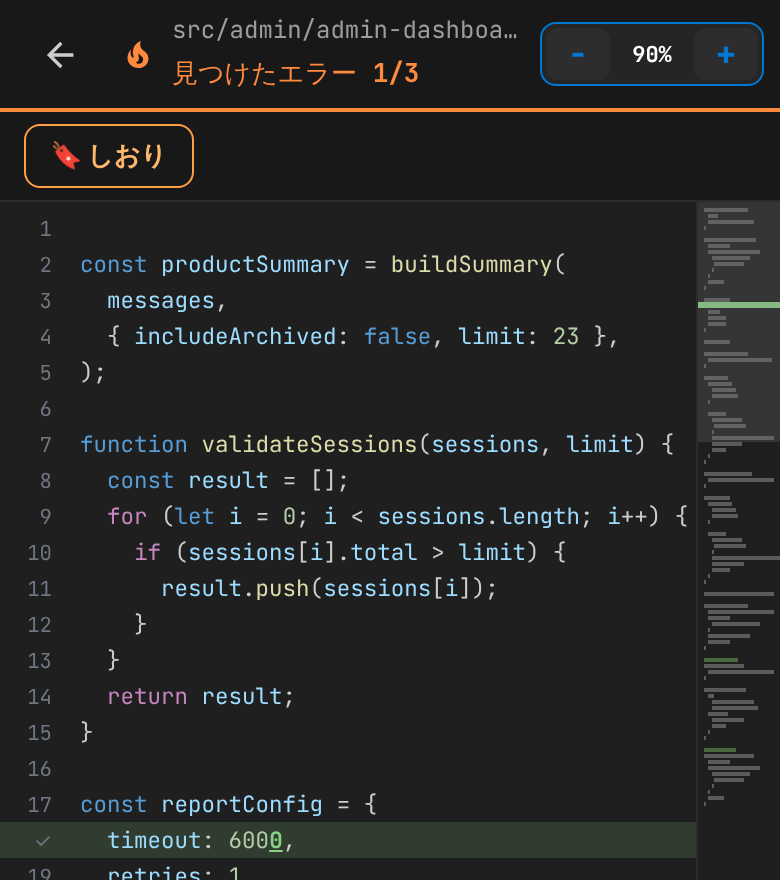 src/admin/admin-dashboa…
見つけたエラー 1/3
- 90% +
🔖 しおり
1
2 const productSummary = buildSummary(
3   messages,
4   { includeArchived: false, limit: 23 },
5 );
6
7 function validateSessions(sessions, limit) {
8   const result = [];
9   for (let i = 0; i < sessions.length; i++) {
10     if (sessions[i].total > limit) {
11       result.push(sessions[i]);
12     }
13   }
14   return result;
15 }
16
17 const reportConfig = {
✓   timeout: 6000,
19   retries: 1